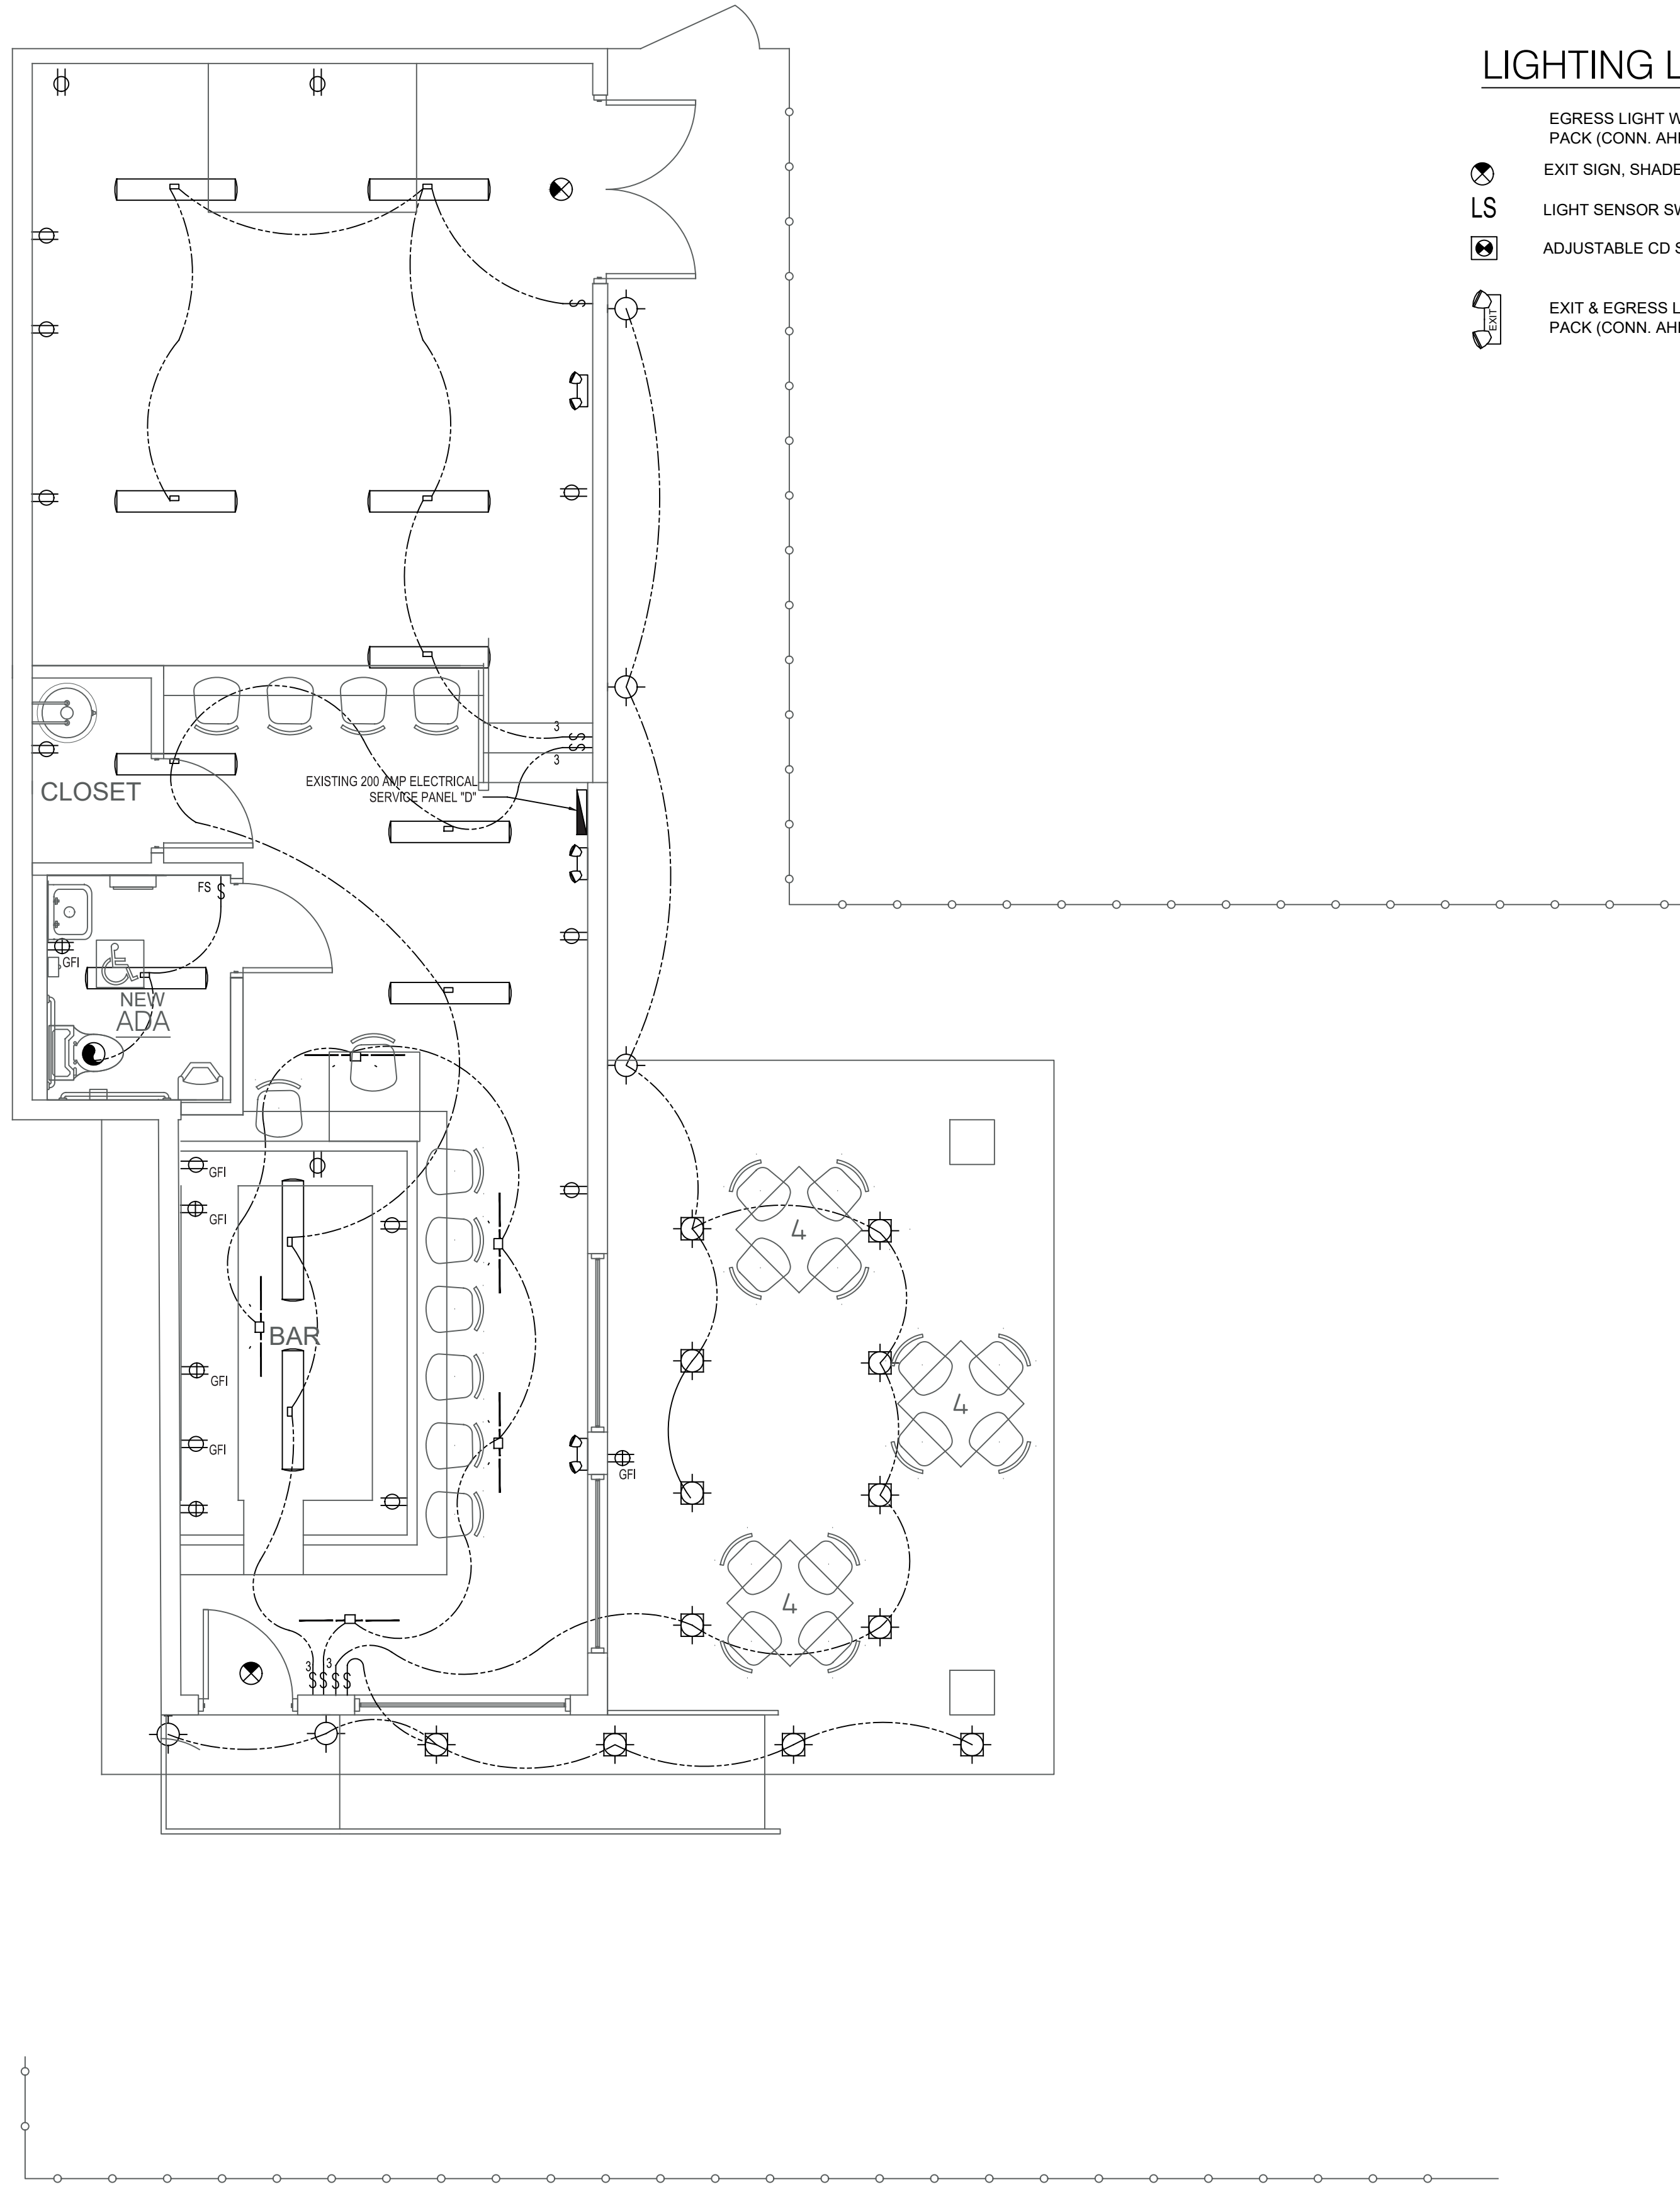 LIGHTING L
EGRESS LIGHT W
PACK (CONN. AH
EXIT SIGN, SHADE
LS LIGHT SENSOR SW
ADJUSTABLE CD S
EXIT
EXIT & EGRESS L
PACK (CONN. AH
S
3
S
S
3
EXISTING 200 AMP ELECTRICAL
SERVICE PANEL "D"
CLOSET
FS S
GFI
NEW
ADA
GFI
GFI
4
BAR
GFI
4
GFI
GFI
4
3 3
S S S S